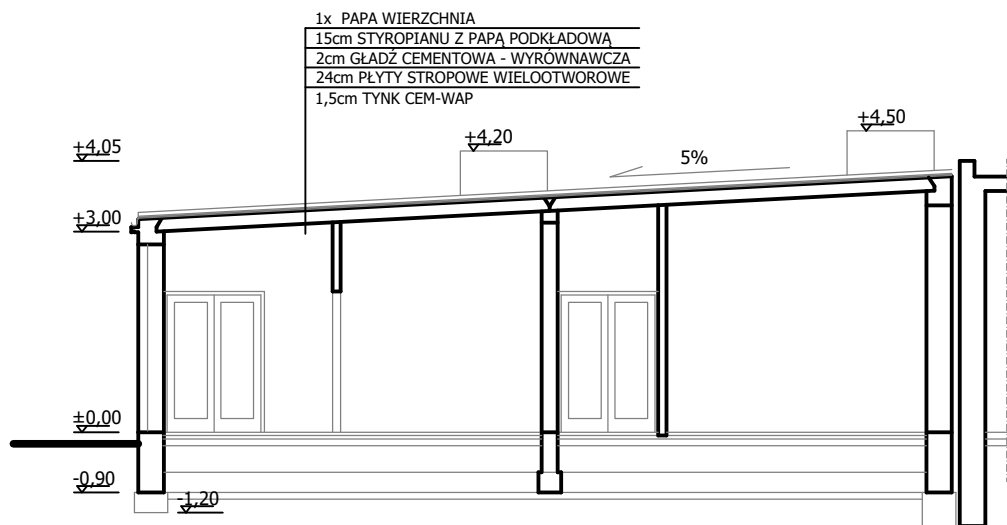 1x PAPA WIERZCHNIA
15cm STYROPIANU Z PAPĄ PODKŁADOWĄ
2cm GŁADŹ CEMENTOWA - WYRÓWNAWCZA
24cm PŁYTY STROPOWE WIELOOTWOROWE
1,5cm TYNK CEM-WAP
+4,50
+4,20
+4,05
5%
+3,00
±0,00
-0,90
-1,20